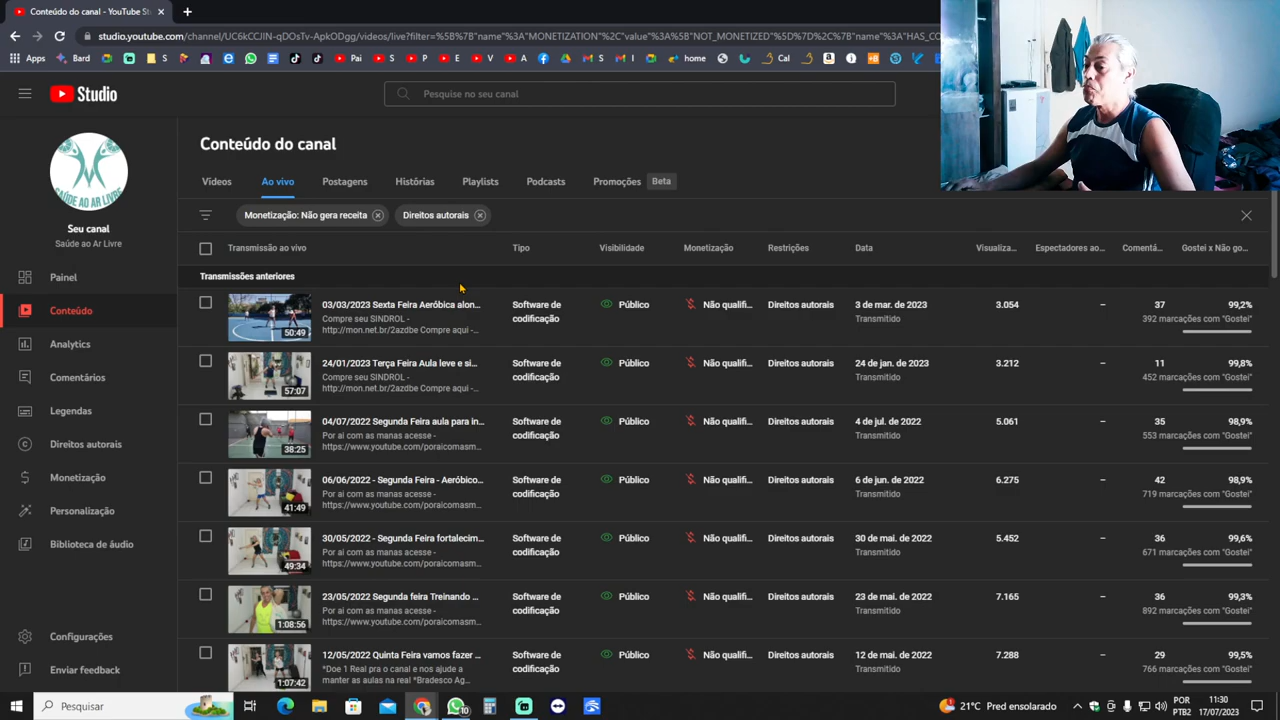 Conteúdo do canal - YouTube St
studio.youtube.com/channel/UC6kCCJIN-qDOsTv-ApkODgg/videos/live?filter=%5B%7B"name"%3A"MONETIZATION"%2C"value"%3A%5B"NOT_MONETIZED"%5D%7D%2C%7B"name"%3A"HAS_CO
Apps Bard S Pai S P E V A M S M I home Cal S
Studio
Pesquise no seu canal
SAÚDE AO AR LIVRE
Seu canal
Saúde ao Ar Livre
Painel
Conteúdo
Analytics
Comentários
Legendas
Direitos autorais
Monetização
Personalização
Biblioteca de áudio
Configurações
Enviar feedback
Conteúdo do canal
Vídeos Ao vivo Postagens Histórias Playlists Podcasts Promoções Beta
Monetização: Não gera receita Direitos autorais
Transmissão ao vivo Tipo Visibilidade Monetização Restrições Data Visualiza... Espectadores ao... Comentá... Gostei x Não go...
Transmissões anteriores
03/03/2023 Sexta Feira Aeróbica alon... Software de Público Não qualifi... Direitos autorais 3 de mar. de 2023 3.054 – 37 99,2%
Compre seu SINDROL - codificação Transmitido 392 marcações com "Gostei"
http://mon.net.br/2azdbe Compre aqui -...
50:49
24/01/2023 Terça Feira Aula leve e si... Software de Público Não qualifi... Direitos autorais 24 de jan. de 2023 3.212 – 11 99,8%
Compre seu SINDROL - codificação Transmitido 452 marcações com "Gostei"
http://mon.net.br/2azdbe Compre aqui -...
57:07
04/07/2022 Segunda Feira aula para in... Software de Público Não qualifi... Direitos autorais 4 de jul. de 2022 5.061 – 35 98,9%
Por ai com as manas acesse - codificação Transmitido 553 marcações com "Gostei"
https://www.youtube.com/poraicomasm...
38:25
06/06/2022 - Segunda Feira - Aeróbico... Software de Público Não qualifi... Direitos autorais 6 de jun. de 2022 6.275 – 42 98,9%
Por ai com as manas acesse - codificação Transmitido 719 marcações com "Gostei"
https://www.youtube.com/poraicomasm...
41:49
30/05/2022 - Segunda Feira fortalecim... Software de Público Não qualifi... Direitos autorais 30 de mai. de 2022 5.452 – 36 99,6%
Por ai com as manas acesse - codificação Transmitido 671 marcações com "Gostei"
https://www.youtube.com/poraicomasm...
49:34
23/05/2022 Segunda feira Treinando ... Software de Público Não qualifi... Direitos autorais 23 de mai. de 2022 7.165 – 36 99,3%
Por ai com as manas acesse - codificação Transmitido 892 marcações com "Gostei"
https://www.youtube.com/poraicomasm...
1:08:56
12/05/2022 Quinta Feira vamos fazer ... Software de Público Não qualifi... Direitos autorais 12 de mai. de 2022 7.288 – 29 99,5%
*Doe 1 Real pra o canal e nos ajude a codificação Transmitido 766 marcações com "Gostei"
manter as aulas na real *Bradesco Ag...
1:07:42
Pesquisar
10
21°C Pred ensolarado
POR
PTB2
11:30
17/07/2023